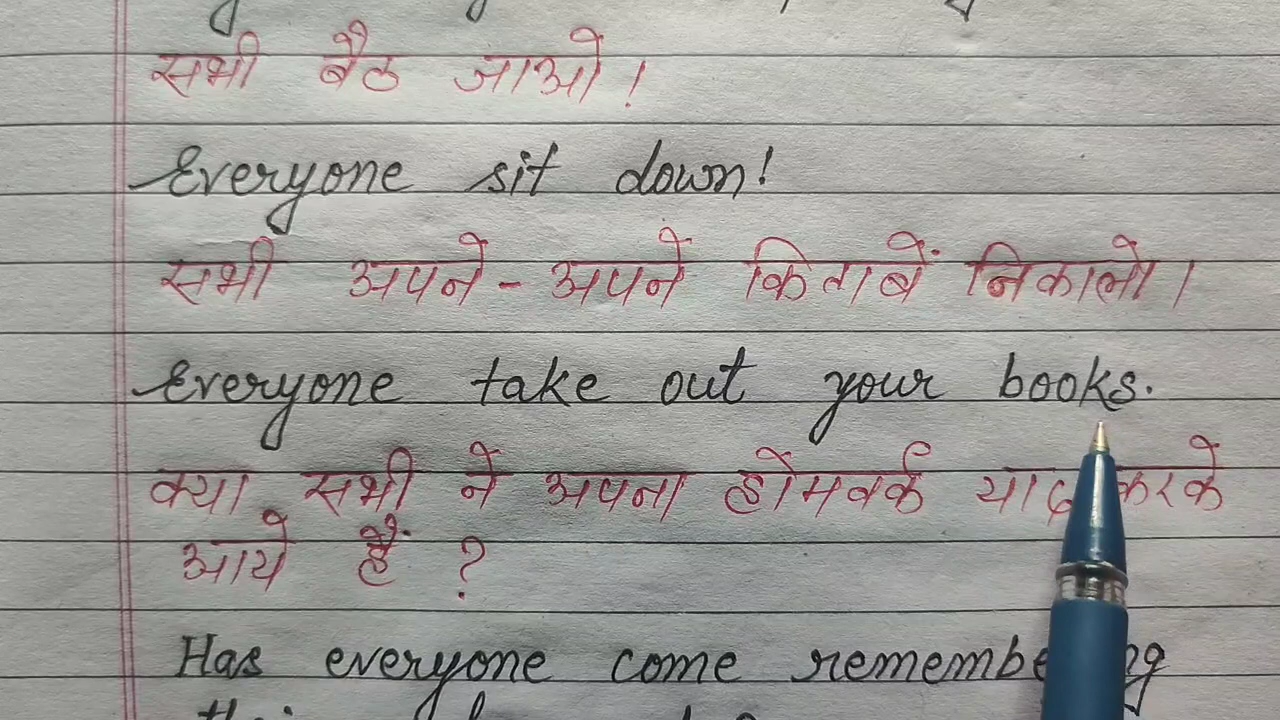 सभी बैठ जाओ!
Everyone sit down!
सभी अपने-अपने किताबें निकालो।
Everyone take out your books.
क्या सभी ने अपना होमवर्क याद करके
आये हैं ?
Has everyone come remembering